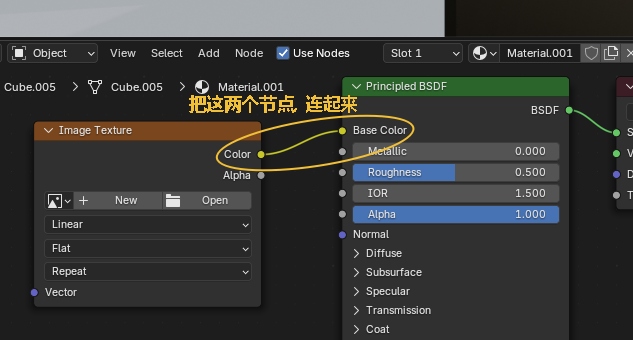 Object View Select Add Node Use Nodes Slot 1 Material.001
Cube.005 Cube.005 Material.001
把这两个节点 连起来
Principled BSDF
BSDF
Image Texture
Base Color
Color
Metallic 0.000
Alpha
Roughness 0.500
IOR 1.500
New Open
Alpha 1.000
Linear
Normal
Flat
Diffuse
Repeat
Subsurface
Vector
Specular
Transmission
Coat
S
V
D
T